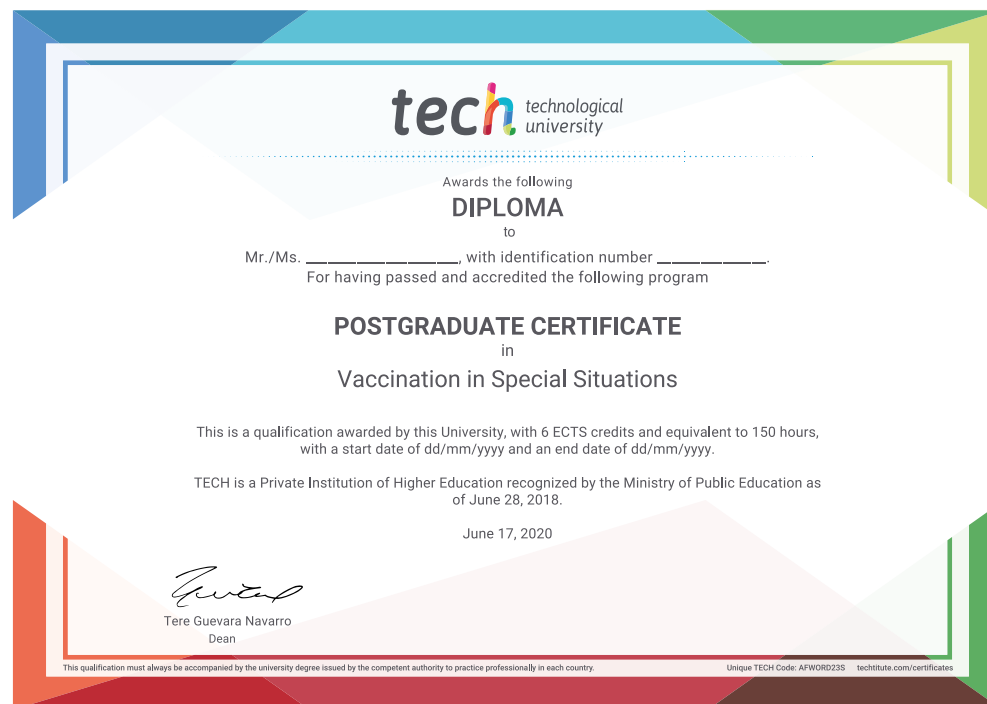 tech technological
university
Awards the following
DIPLOMA
to
Mr./Ms. ____________________, with identification number ______________.
For having passed and accredited the following program
POSTGRADUATE CERTIFICATE
in
Vaccination in Special Situations
This is a qualification awarded by this University, with 6 ECTS credits and equivalent to 150 hours,
with a start date of dd/mm/yyyy and an end date of dd/mm/yyyy.
TECH is a Private Institution of Higher Education recognized by the Ministry of Public Education as
of June 28, 2018.
June 17, 2020
Tere Guevara Navarro
Dean
This qualification must always be accompanied by the university degree issued by the competent authority to practice professionally in each country.
Unique TECH Code: AFWORD23S techtitute.com/certificates